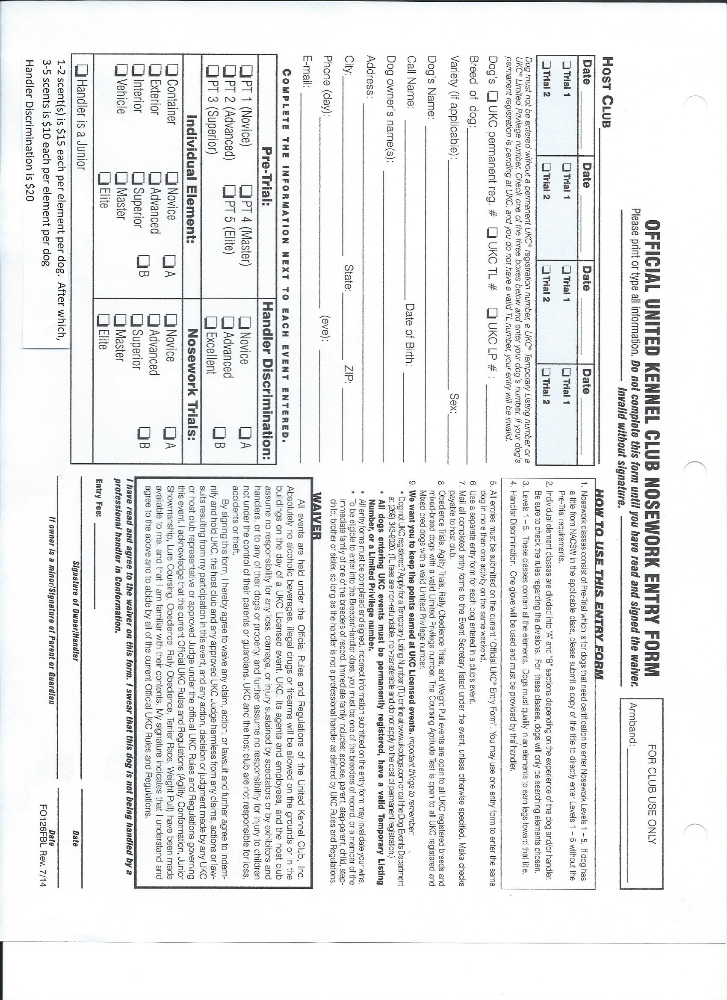 OFFICIAL UNITED KENNEL CLUB NOSEWORK ENTRY FORM
Please print or type all information. Do not complete this form until you have read and signed the waiver.
Invalid without signature.
FOR CLUB USE ONLY
Armband:
HOST CLUB
Date Date Date Date
Trial 1 Trial 1 Trial 1 Trial 1
Trial 2 Trial 2 Trial 2 Trial 2
Dog must not be entered without a permanent UKC® registration number, a UKC® Temporary Listing number or a
UKC® Limited Privilege number. Check one of the three boxes below and enter your dog's number. If your dog's
permanent registration is pending at UKC, and you do not have a valid TL number, your entry will be invalid.
Dog's ❑ UKC permanent reg. # ❑ UKC TL # ❑ UKC LP # :
Breed of dog:
Variety (if applicable): Sex:
Dog's Name:
Call Name: Date of Birth:
Dog owner's name(s):
Address:
City: State: ZIP:
Phone (day): (eve):
E-mail:
COMPLETE THE INFORMATION NEXT TO EACH EVENT ENTERED.
Pre-Trial:
❑ PT 1 (Novice) ❑ PT 4 (Master)
❑ PT 2 (Advanced) ❑ PT 5 (Elite)
❑ PT 3 (Superior)
Handler Discrimination:
❑ Novice ❑ A
❑ Advanced
❑ Excellent ❑ B
Individual Element:
❑ Container ❑ Novice ❑ A
❑ Exterior ❑ Advanced
❑ Interior ❑ Superior ❑ B
❑ Vehicle ❑ Master
❑ Elite
Nosework Trials:
❑ Novice ❑ A
❑ Advanced
❑ Superior ❑ B
❑ Master
❑ Elite
❑ Handler is a Junior
1-2 scent(s) is $15 each per element per dog. After which,
3-5 scents is $10 each per element per dog
Handler Discrimination is $20
HOW TO USE THIS ENTRY FORM
1. Nosework classes consist of Pre-Trial which is for dogs that need certification to enter Nosework Levels 1 – 5. If dog has
a title from NACSW in the applicable class, please submit a copy of the title to directly enter Levels 1 – 5 without the
Pre-Trial requirements.
2. Individual element classes are divided into "A" and "B" sections depending on the experience of the dog and/or handler.
Be sure to check the rules regarding the divisions. For these classes, dogs will only be searching elements chosen.
3. Levels 1 – 5. These classes contain all the elements. Dogs must qualify in an elements to earn legs toward that title.
4. Handler Discrimination. One glove will be used and must be provided by the handler.
5. All entries must be submitted on the current "Official UKC® Entry Form". You may use one entry form to enter the same
dog in more than one activity on the same weekend.
6. Use a separate entry form for each dog entered in a club's event.
7. Mail all completed entry forms to the Event Secretary listed under the event, unless otherwise specified. Make checks
payable to host club.
8. Obedience Trials, Agility Trials, Rally Obedience Trials, and Weight Pull events are open to all UKC registered breeds and
mixed-breed dogs with a valid Limited Privilege number. The Coursing Aptitude Test is open to all UKC registered and
Mixed bred dogs with a valid Limited Privilege number.
9. We want you to keep the points earned at UKC Licensed events. Important things to remember:
• Dog not UKC registered? Apply for a Temporary Listing Number (TL) online at www.ukcdogs.com or call the Dog Events Department
at (269) 343-9020. (TL fees are non-refundable, non-transferable and do not apply to the cost of permanent registration.)
• All dogs entering UKC events must be permanently registered, have a valid Temporary Listing
Number, or a Limited Privilege number.
• All entry forms must be completed and signed. Incorrect information submitted on the entry form may invalidate your wins.
• To be eligible to enter into the Breeder/Handler class, you must be one of the breeders of record, or a member of the
immediate family of one of the breeders of record. Immediate family includes: spouse, parent, step-parent, child, step-
child, brother or sister, so long as the handler is not a professional handler as defined by UKC Rules and Regulations.
WAIVER
All events are held under the Official Rules and Regulations of the United Kennel Club, Inc.
Absolutely no alcoholic beverages, illegal drugs or firearms will be allowed on the grounds or in the
buildings on the day of a UKC Licensed event. UKC, its agents and employees, and the host club
assume no responsibility for any loss, damage, or injury sustained by spectators or by exhibitors and
handlers, or to any of their dogs or property, and further assume no responsibility for injury to children
not under the control of their parents or guardians. UKC and the host club are not responsible for loss,
accidents or theft.
By signing this form, I hereby agree to waive any claim, action, or lawsuit and further agree to indem-
nify and hold UKC, the host club and any approved UKC Judge harmless from any claims, actions or law-
suits resulting from my participation in this event, and any action, decision or judgment made by any UKC
or host club representative or approved Judge under the official UKC Rules and Regulations governing
this event. I acknowledge that the current Official UKC Rules and Regulations (Agility, Conformation, Junior
Showmanship, Lure Coursing, Obedience, Rally Obedience, Terrier Race, Weight Pull) have been made
available to me, and that I am familiar with their contents. My signature indicates that I understand and
agree to the above and to abide by all of the current Official UKC Rules and Regulations.
I have read and agree to the waiver on this form. I swear that this dog is not being handled by a
professional handler in Conformation.
Entry Fee:
Signature of Owner/Handler Date
If owner is a minor/Signature of Parent or Guardian Date
FO126FBL Rev. 7/14